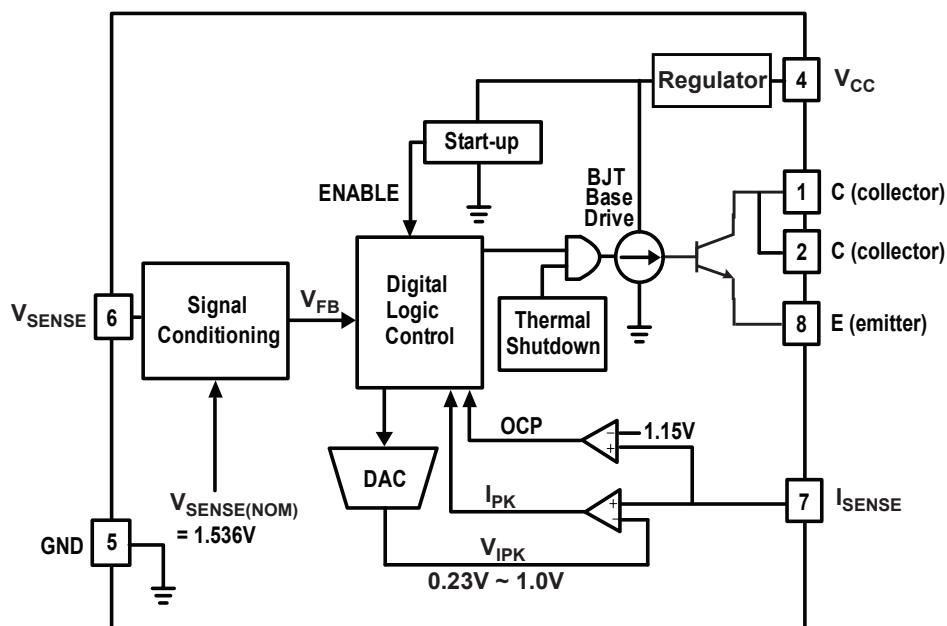 Regulator
4
VCC
Start-up
ENABLE
BJT
Base
Drive
1
C (collector)
2
C (collector)
8
E (emitter)
VSENSE
6
Signal
Conditioning
VFB
Digital
Logic
Control
Thermal
Shutdown
OCP
−
+
1.15V
DAC
IPK
+
−
7
ISENSE
VSENSE(NOM)
= 1.536V
GND
5
VIPK
0.23V ~ 1.0V